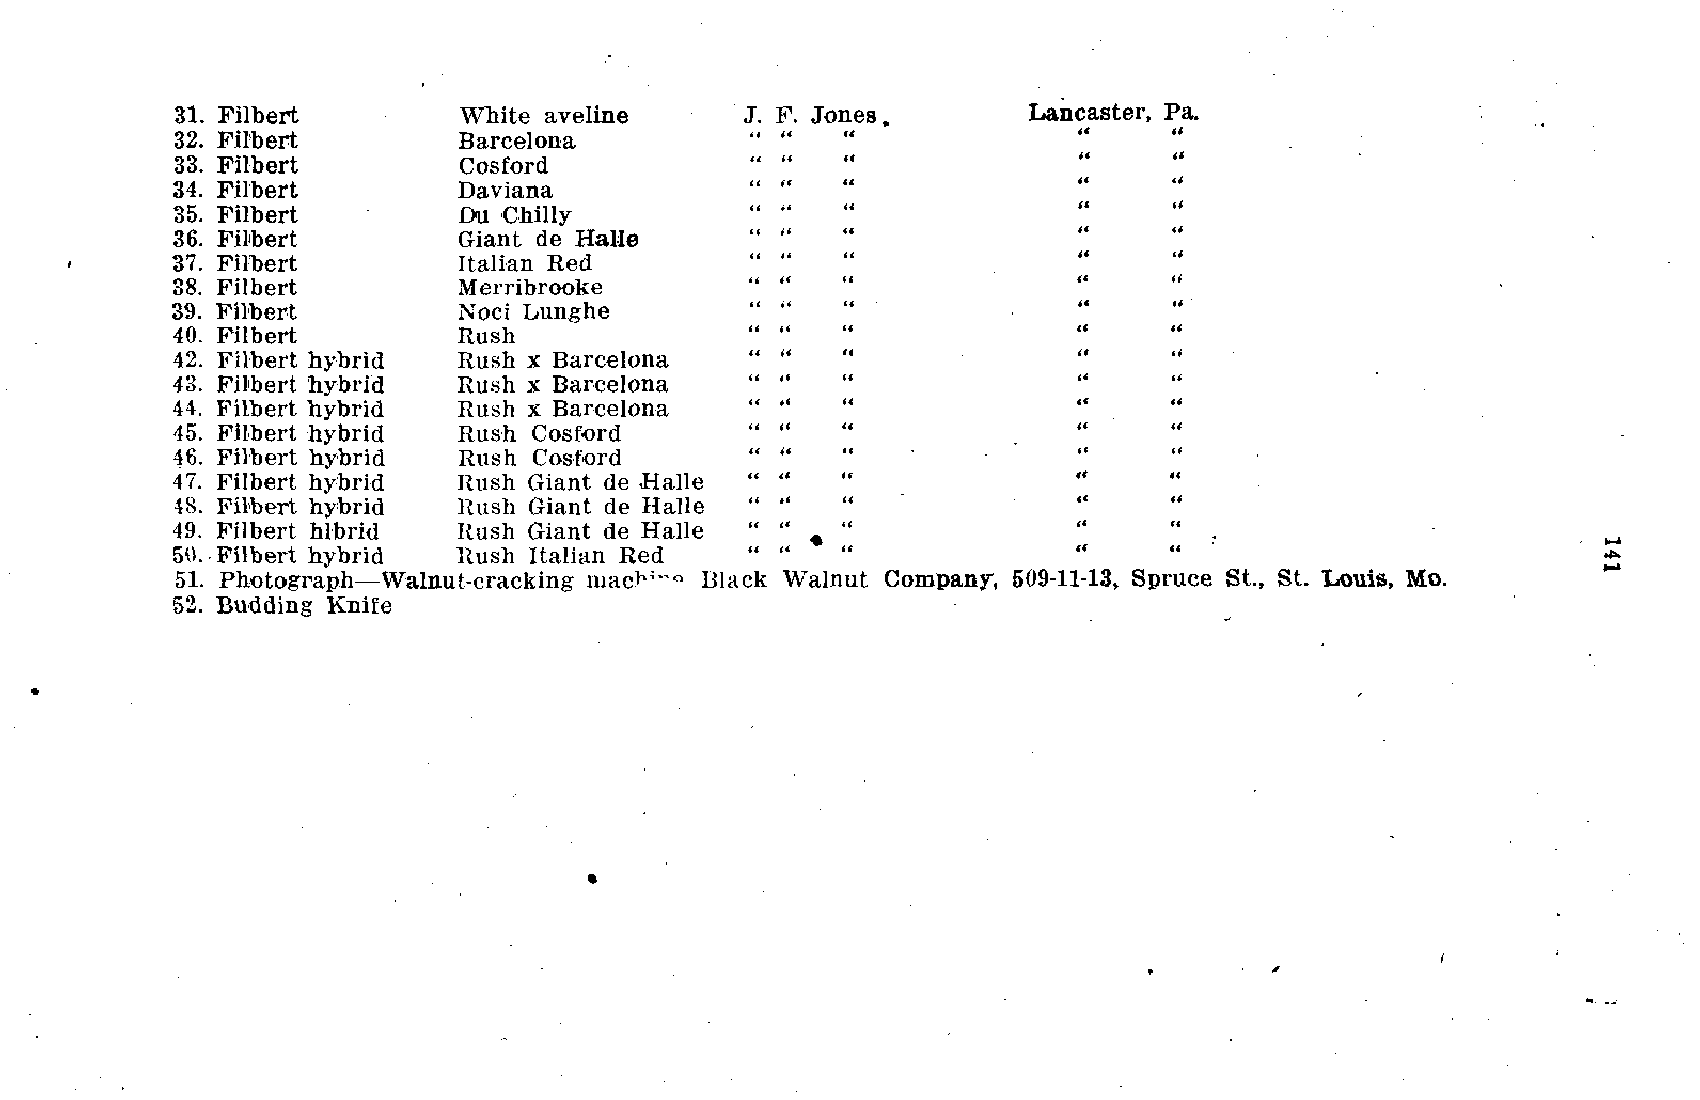 31. Filbert White aveline J. F. Jones, Lancaster, Pa.
32. Filbert Barcelona " " " " "
33. Filbert Cosford " " " " "
34. Filbert Daviana " " " " "
35. Filbert Du Chilly " " " " "
36. Filbert Giant de Halle " " " " "
37. Filbert Italian Red " " " " "
38. Filbert Merribrooke " " " " "
39. Filbert Noci Lunghe " " " " "
40. Filbert Rush " " " " "
42. Filbert hybrid Rush x Barcelona " " " " "
43. Filbert hybrid Rush x Barcelona " " " " "
44. Filbert hybrid Rush x Barcelona " " " " "
45. Filbert hybrid Rush Cosford " " " " "
46. Filbert hybrid Rush Cosford " " " " "
47. Filbert hybrid Rush Giant de Halle " " " " "
48. Filbert hybrid Rush Giant de Halle " " " " "
49. Filbert hibrid Rush Giant de Halle " " " " "
50. Filbert hybrid Rush Italian Red " " " " "
51. Photograph—Walnut-cracking machine Black Walnut Company, 509-11-13, Spruce St., St. Louis, Mo.
52. Budding Knife
141